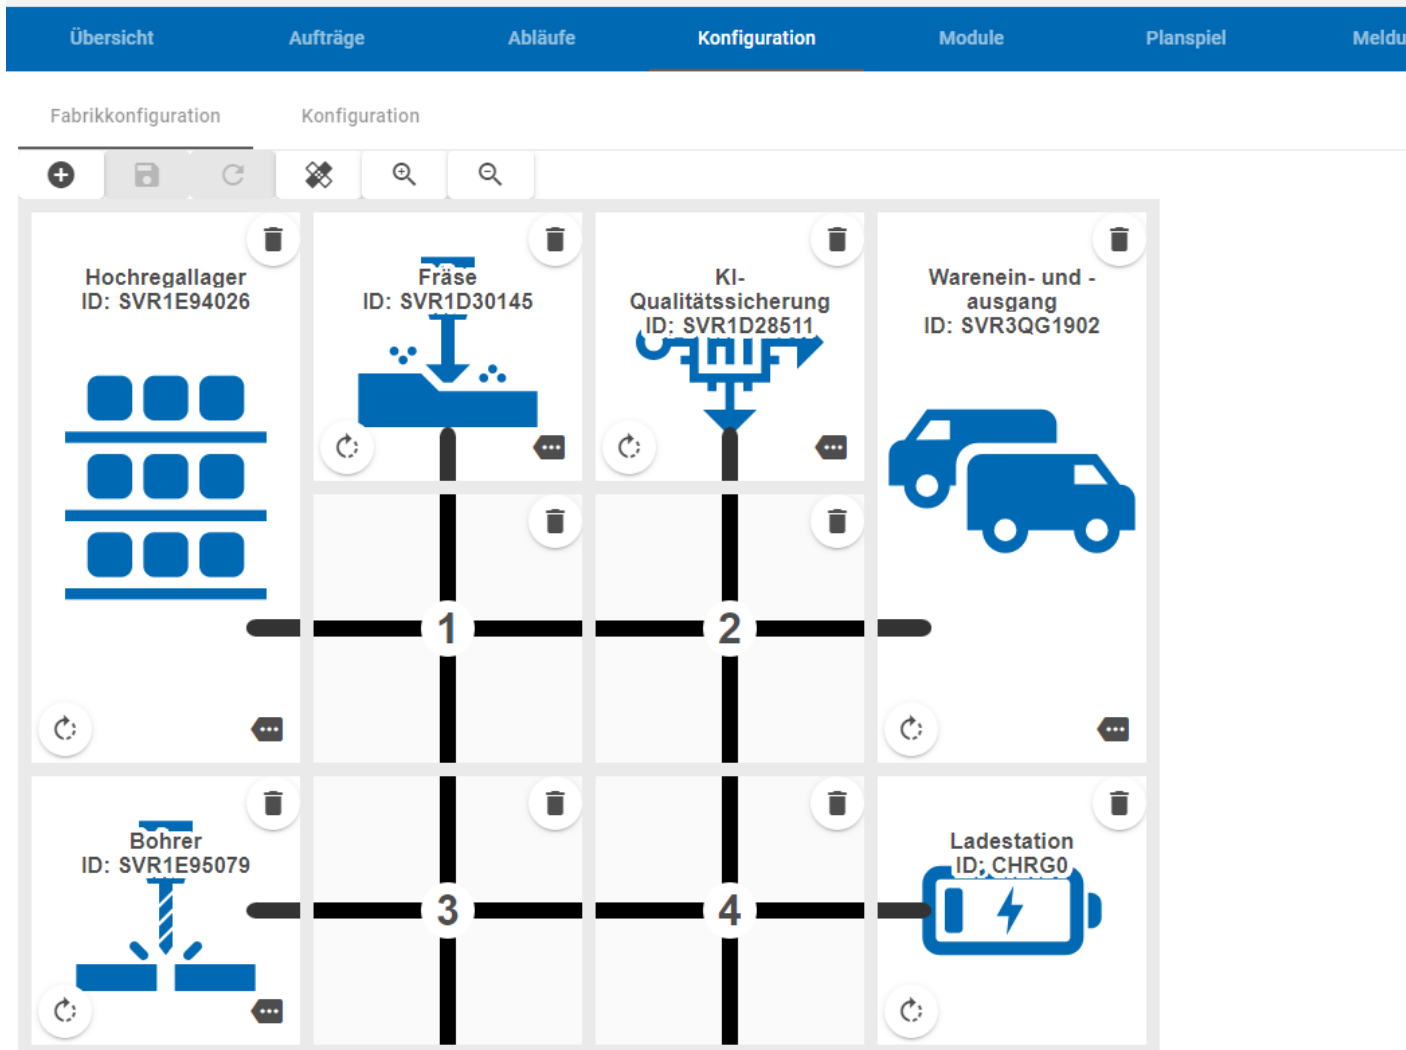 Übersicht Aufträge Abläufe Konfiguration Module Planspiel Meldu
Fabrikkonfiguration Konfiguration
Hochregallager
ID: SVR1E94026
Fräse
ID: SVR1D30145
KI-
Qualitätssicherung
ID: SVR1D28511
Warenein- und -
ausgang
ID: SVR3QG1902
1
2
Bohrer
ID: SVR1E95079
3
4
Ladestation
ID: CHRG0